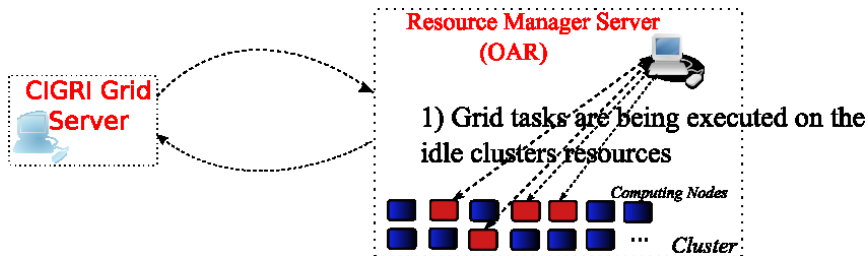 Resource Manager Server
(OAR)
CIGRI Grid
Server
1) Grid tasks are being executed on the
idle clusters resources
Computing Nodes
...
Cluster